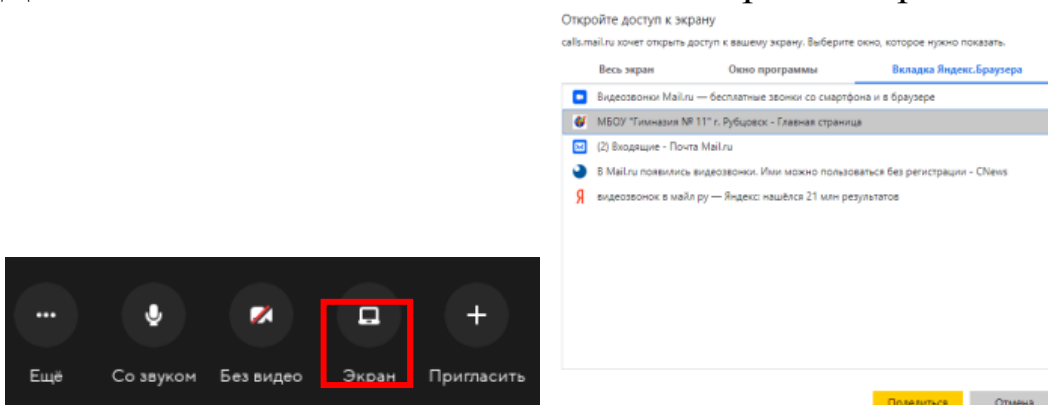 Откройте доступ к экрану
calls.mail.ru хочет открыть доступ к вашему экрану. Выберите окно, которое нужно показать.
Весь экран Окно программы Вкладка Яндекс.Браузера
Видеозвонки Mail.ru — бесплатные звонки со смартфона и в браузере
МБОУ "Гимназия № 11" г. Рубцовск - Главная страница
(2) Входящие - Почта Mail.ru
В Mail.ru появились видеозвонки. Ими можно пользоваться без регистрации - CNews
видеозвонок в майл ру — Яндекс: нашёлся 21 млн результатов
Поделиться Отмена
Ещё Со звуком Без видео Экран Пригласить